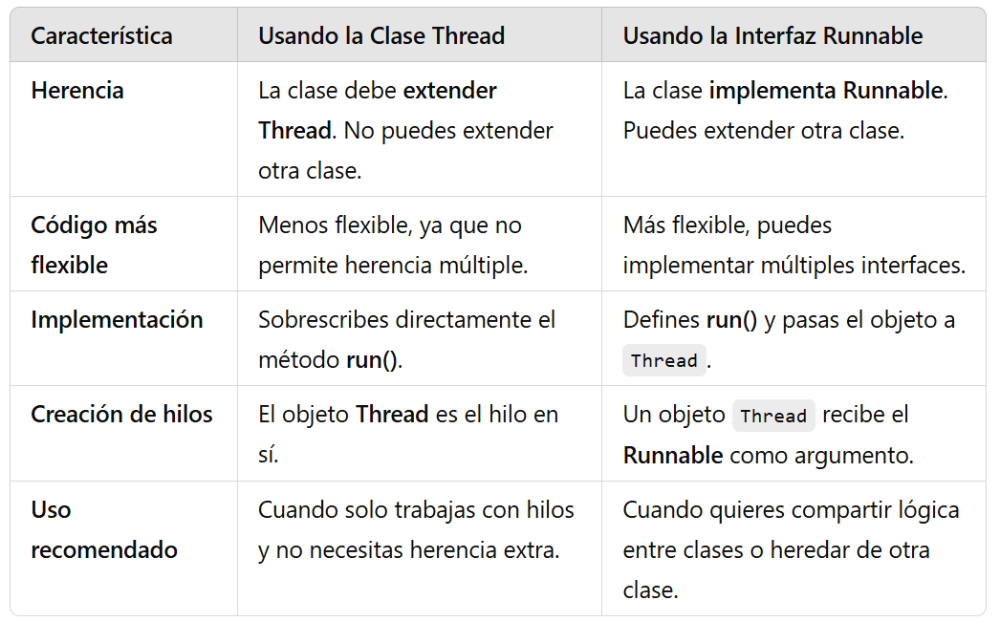 Característica Usando la Clase Thread Usando la Interfaz Runnable
Herencia
La clase debe extender
Thread. No puedes extender
otra clase.
La clase implementa Runnable.
Puedes extender otra clase.
Código más
flexible
Menos flexible, ya que no
permite herencia múltiple.
Más flexible, puedes
implementar múltiples interfaces.
Implementación
Sobrescribes directamente el
método run().
Defines run() y pasas el objeto a
Thread.
Creación de hilos
El objeto Thread es el hilo en
sí.
Un objeto Thread recibe el
Runnable como argumento.
Uso
recomendado
Cuando solo trabajas con hilos
y no necesitas herencia extra.
Cuando quieres compartir lógica
entre clases o heredar de otra
clase.